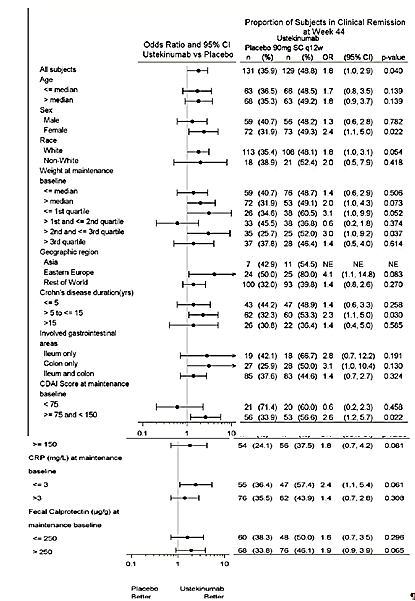 Proportion of Subjects in Clinical Remission
at Week 44
Odds Ratio and 95% CI
Ustekinumab vs Placebo
Ustekinumab
Placebo 90mg SC q12w
n (%) n (%) OR (95% CI) p-value
All subjects 131 (35.9) 129 (48.8) 1.8 (1.0, 2.9) 0.040
Age
<= median 63 (36.5) 66 (48.5) 1.7 (0.8, 3.5) 0.139
> median 68 (35.3) 63 (49.2) 1.8 (0.9, 3.7) 0.139
Sex
Male 59 (40.7) 56 (48.2) 1.3 (0.6, 2.8) 0.782
Female 72 (31.9) 73 (49.3) 2.4 (1.1, 5.0) 0.022
Race
White 113 (35.4) 108 (48.1) 1.8 (1.0, 3.1) 0.054
Non-White 18 (38.9) 21 (52.4) 2.0 (0.5, 7.9) 0.418
Weight at maintenance
baseline
<= median 59 (40.7) 76 (48.7) 1.4 (0.6, 2.9) 0.506
> median 72 (31.9) 53 (49.1) 2.0 (1.0, 4.3) 0.073
<= 1st quartile 26 (34.6) 38 (60.5) 3.1 (1.0, 9.9) 0.052
> 1st and <= 2nd quartile 33 (45.5) 38 (36.8) 0.6 (0.2, 1.8) 0.374
> 2nd and <= 3rd quartile 35 (25.7) 25 (52.0) 3.0 (1.0, 9.2) 0.037
> 3rd quartile 37 (37.8) 28 (46.4) 1.4 (0.5, 4.0) 0.614
Geographic region
Asia 7 (42.9) 11 (54.5) NE NE NE
Eastern Europe 24 (50.0) 25 (80.0) 4.1 (1.1, 14.8) 0.083
Rest of World 100 (32.0) 93 (39.8) 1.4 (0.8, 2.6) 0.270
Crohn's disease duration(yrs)
<= 5 43 (44.2) 47 (48.9) 1.4 (0.6, 3.3) 0.258
> 5 to <= 15 62 (32.3) 60 (53.3) 2.3 (1.1, 5.0) 0.030
>15 26 (30.8) 22 (36.4) 1.4 (0.4, 5.0) 0.585
Involved gastrointestinal
areas
Ileum only 19 (42.1) 18 (66.7) 2.8 (0.7, 12.2) 0.191
Colon only 27 (25.9) 28 (50.0) 3.1 (1.0, 10.4) 0.130
Ileum and colon 85 (37.6) 83 (44.6) 1.4 (0.7, 2.7) 0.324
CDAI Score at maintenance
baseline
< 75 21 (71.4) 20 (60.0) 0.6 (0.2, 2.3) 0.458
>= 75 and < 150 56 (33.9) 53 (56.6) 2.6 (1.2, 5.7) 0.022
0.1 1 10
>= 150 54 (24.1) 56 (37.5) 1.8 (0.7, 4.2) 0.061
CRP (mg/L) at maintenance
baseline
<= 3 55 (36.4) 47 (57.4) 2.4 (1.1, 5.4) 0.061
>3 76 (35.5) 82 (43.9) 1.4 (0.7, 2.8) 0.308
Fecal Calprotectin (ug/g) at
maintenance baseline
<= 250 60 (38.3) 48 (50.0) 1.6 (0.7, 3.5) 0.296
> 250 68 (33.8) 76 (46.1) 1.9 (0.9, 3.9) 0.065
0.1 1 10
Placebo Ustekinumab
Better Better